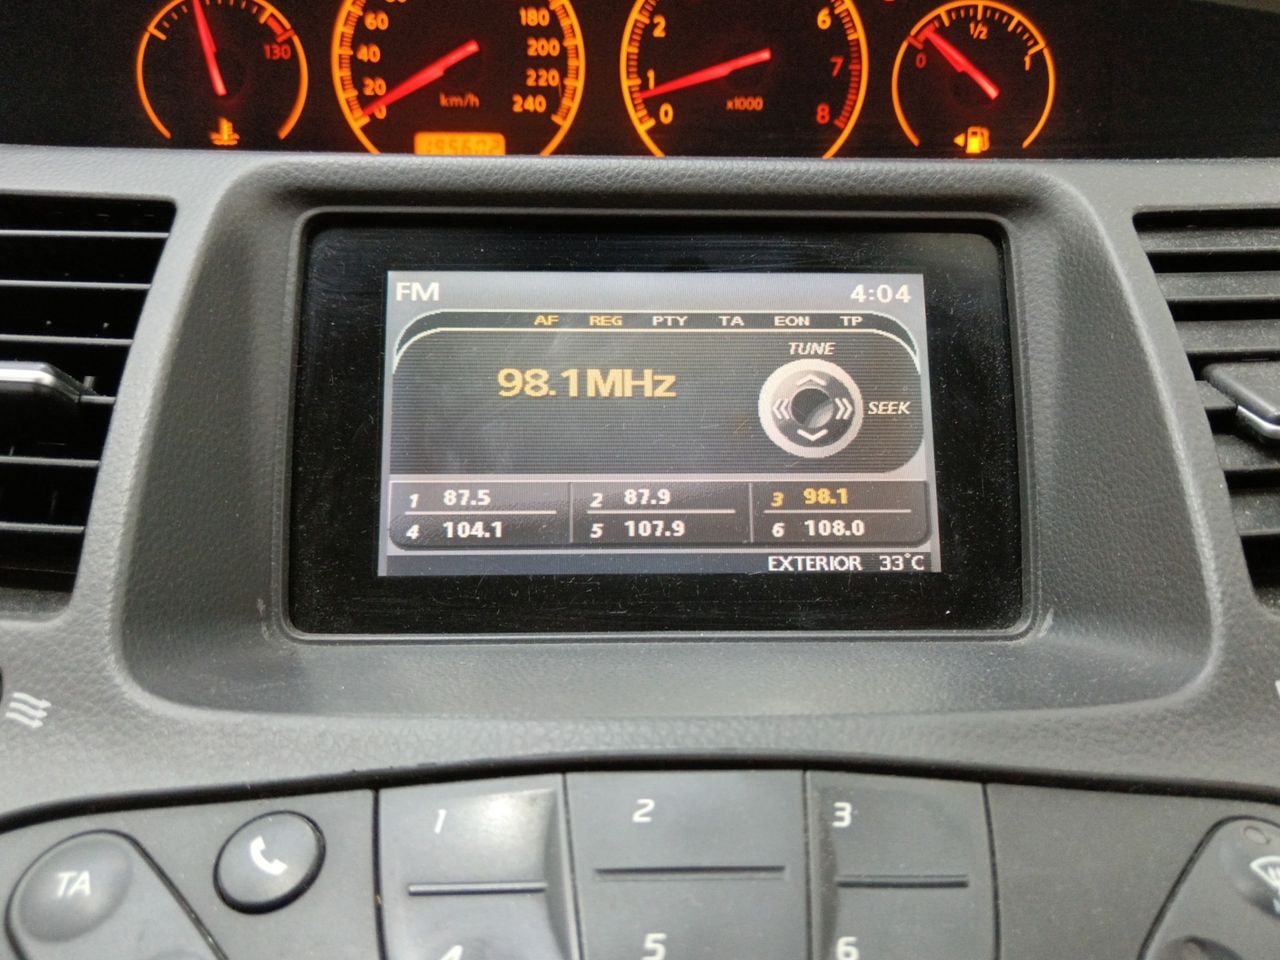 130
60
40
20
0
km/h
180
200
220
240
195602
2
1
0
x1000
6
7
8
0
1/2
FM 4:04
AF REG PTY TA EON TP
TUNE
98.1MHz
SEEK
1 87.5 2 87.9 3 98.1
4 104.1 5 107.9 6 108.0
EXTERIOR 33°C
TA
1 2 3
4 5 6